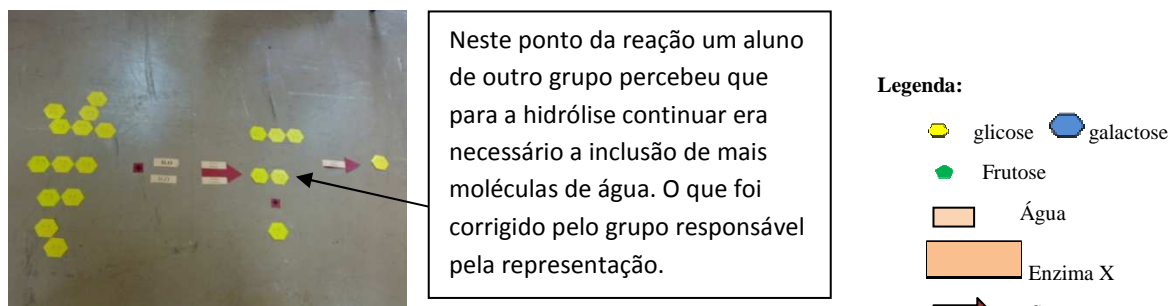 Neste ponto da reação um aluno
de outro grupo percebeu que
para a hidrólise continuar era
necessário a inclusão de mais
moléculas de água. O que foi
corrigido pelo grupo responsável
pela representação.
Legenda:
glicose galactose
Frutose
Água
Enzima X